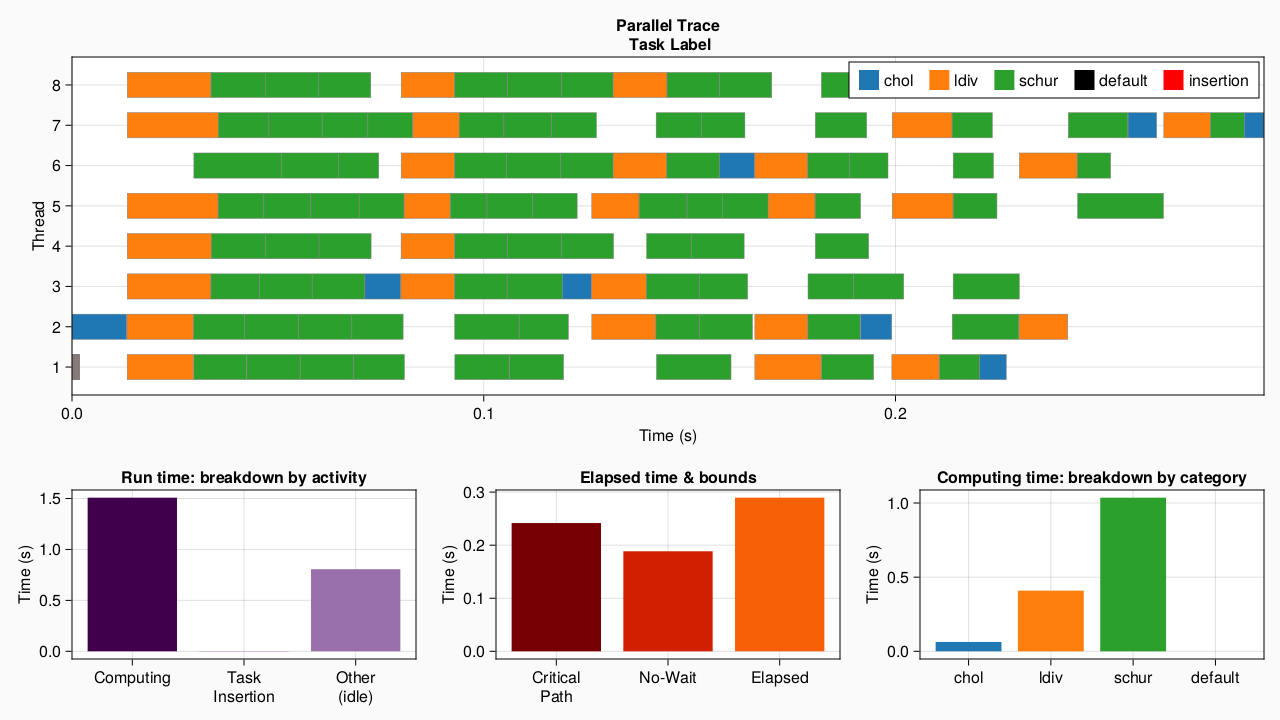 Parallel Trace
Task Label
chol ldiv schur default insertion
Thread
8
7
6
5
4
3
2
1
0.0 0.1 0.2
Time (s)
Run time: breakdown by activity
Time (s)
1.5
1.0
0.5
0.0
Computing Task Insertion Other (idle)
Elapsed time & bounds
Time (s)
0.3
0.2
0.1
0.0
Critical Path No-Wait Elapsed
Computing time: breakdown by category
Time (s)
1.0
0.5
0.0
chol ldiv schur default